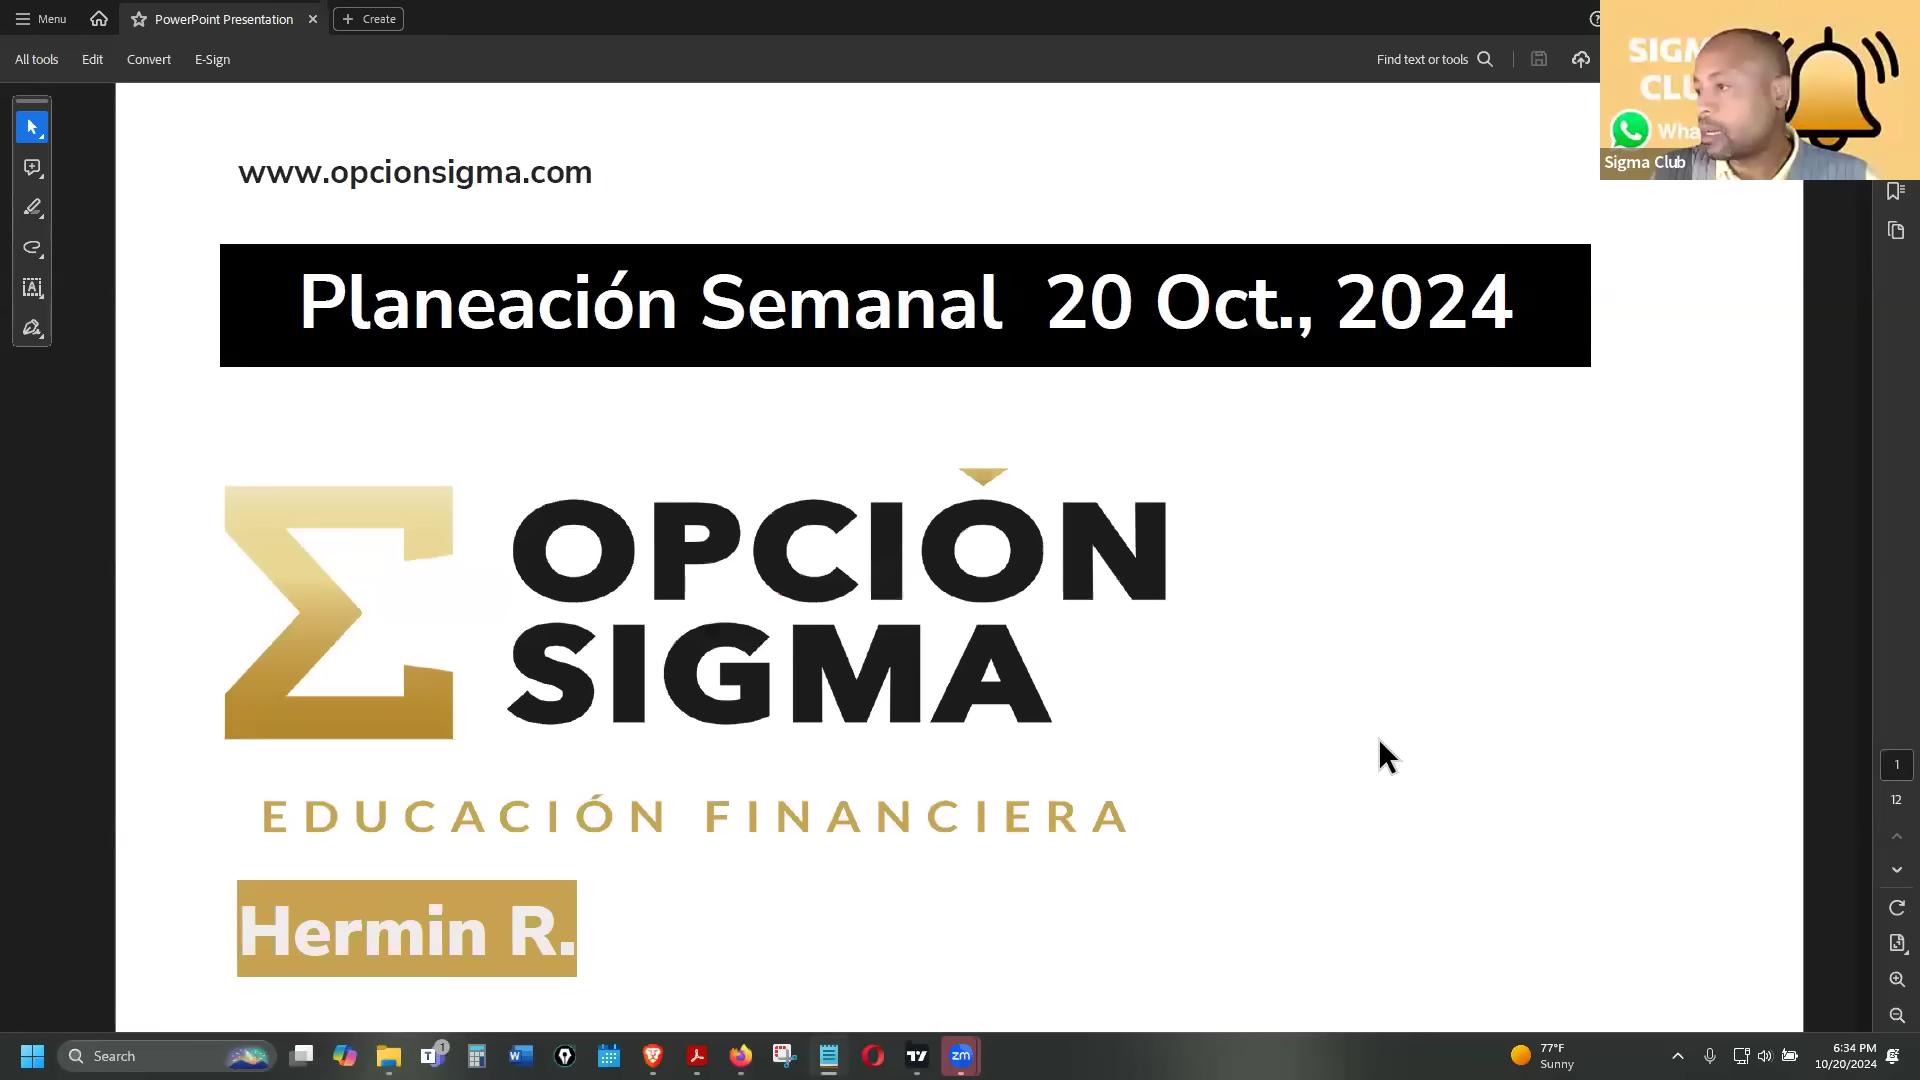 Menu
PowerPoint Presentation
Create
All tools
Edit
Convert
E-Sign
Find text or tools
Sigma Club
www.opcionsigma.com
Planeación Semanal 20 Oct., 2024
OPCIÓN
SIGMA
EDUCACIÓN FINANCIERA
Hermin R.
1
12
Search
77°F
Sunny
6:34 PM
10/20/2024